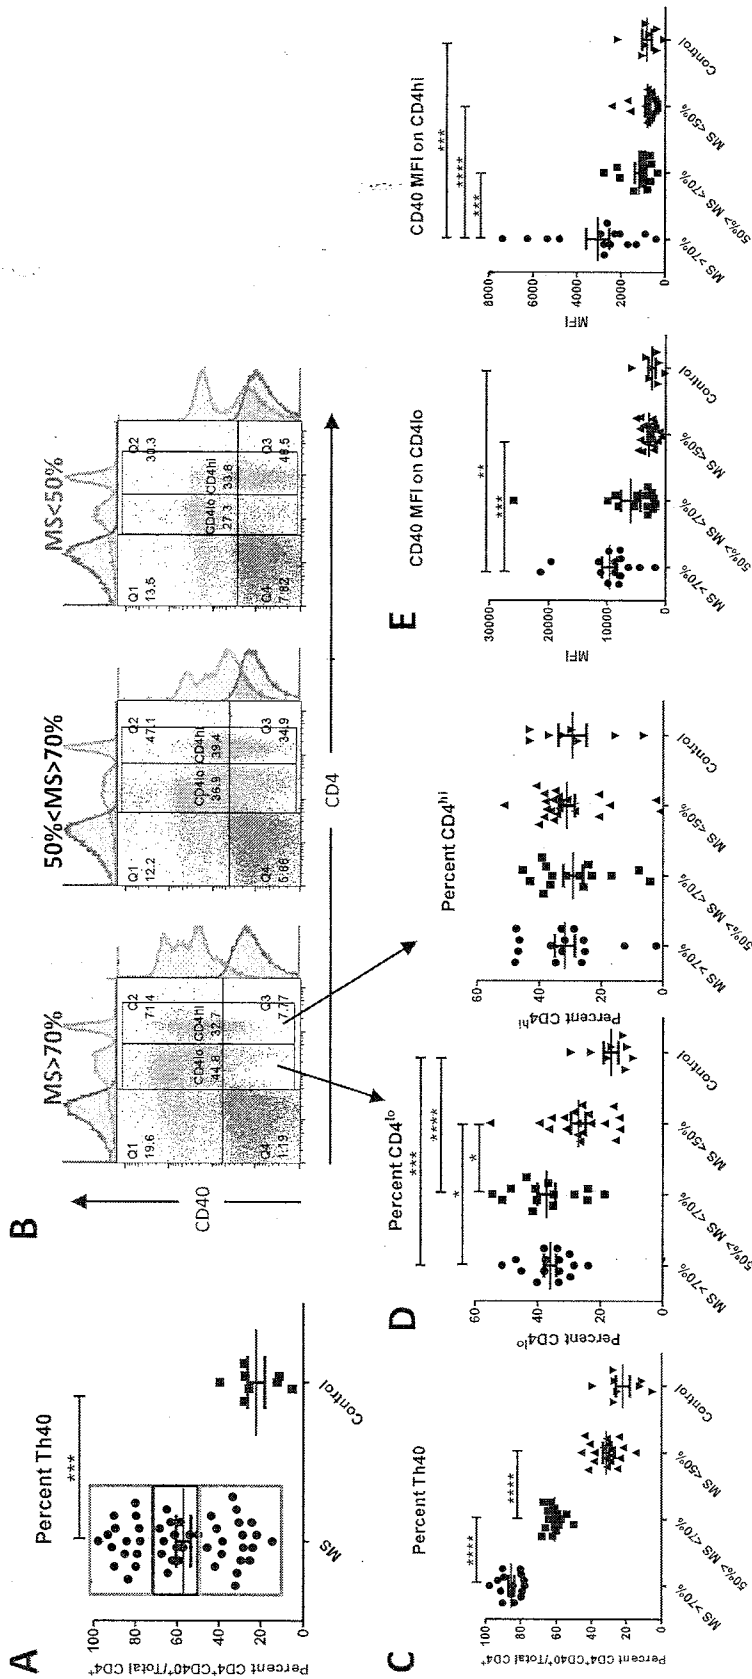 A
Percent Th40
Percent CD4+CD40+/Total CD4+
100
80
60
40
20
0
***
MS
Control
B
CD40
CD4
MS>70%
Q1
19.6
Q2
71.4
CD4lo
44.8
CD4hi
32.7
Q4
1.19
Q3
7.77
50%<MS>70%
Q1
12.2
Q2
47.1
CD4lo
36.9
CD4hi
39.4
Q4
5.86
Q3
34.9
MS<50%
Q1
13.5
Q2
30.3
CD4lo
27.3
CD4hi
33.8
Q4
7.82
Q3
48.5
C
Percent Th40
Percent CD4+CD40+/Total CD4+
100
80
60
40
20
0
****
****
MS >70%
50%> MS <70%
MS <50%
Control
D
Percent CD4lo
Percent CD4lo
60
40
20
0
***
****
*
*
MS >70%
50%> MS <70%
MS <50%
Control
Percent CD4hi
Percent CD4hi
60
40
20
0
MS >70%
50%> MS <70%
MS <50%
Control
E
CD40 MFI on CD4lo
MFI
30000
20000
10000
0
**
***
MS >70%
50%> MS <70%
MS <50%
Control
CD40 MFI on CD4hi
MFI
8000
6000
4000
2000
0
***
****
***
MS >70%
50%> MS <70%
MS <50%
Control